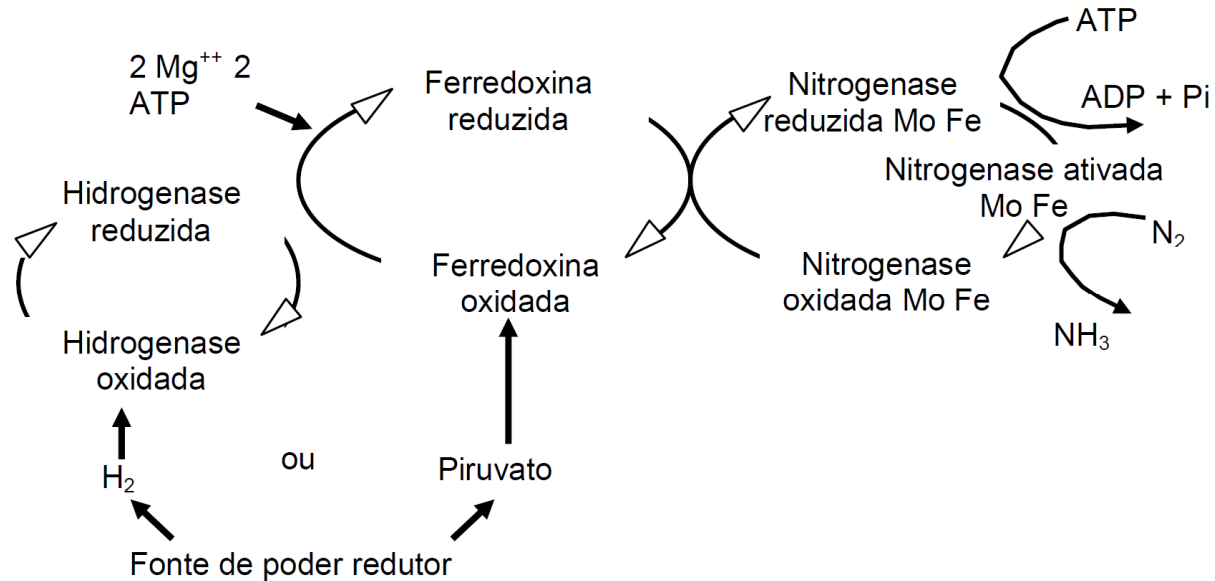 2 Mg⁺⁺ 2
ATP
Ferredoxina
reduzida
Nitrogenase
reduzida Mo Fe
ATP
ADP + Pi
Hidrogenase
reduzida
Nitrogenase ativada
Mo Fe
N₂
Ferredoxina
oxidada
Nitrogenase
oxidada Mo Fe
NH₃
Hidrogenase
oxidada
H₂
ou
Piruvato
Fonte de poder redutor